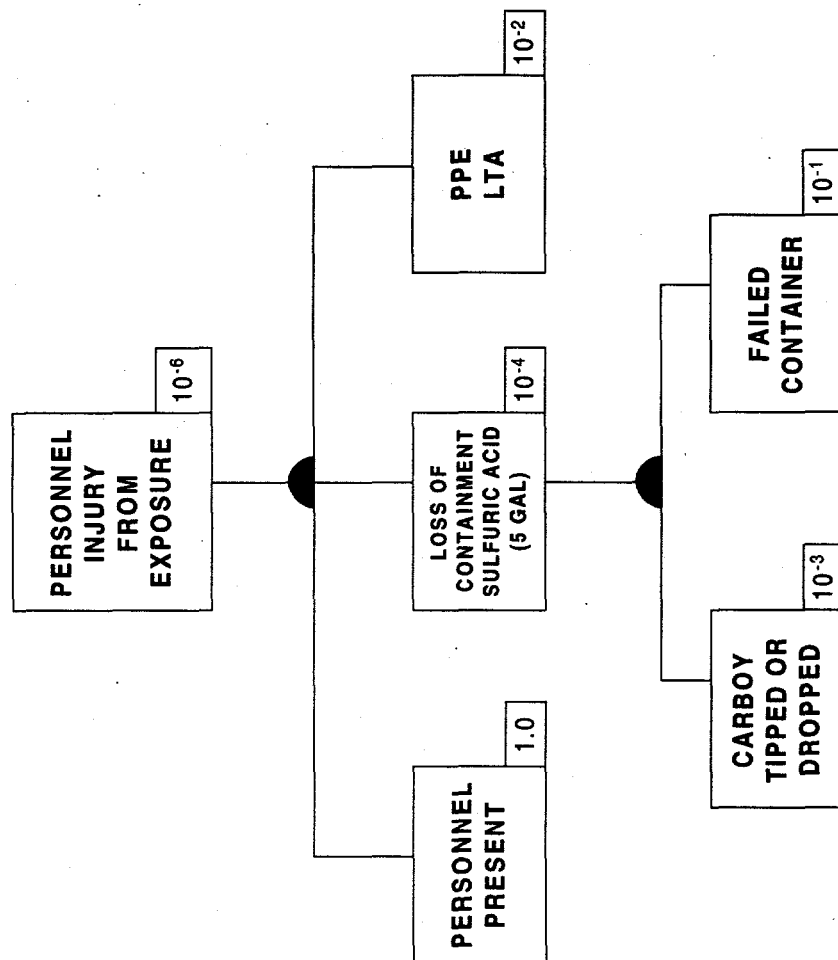 PERSONNEL
INJURY
FROM
EXPOSURE
10⁻⁶
PERSONNEL
PRESENT
1.0
LOSS OF
CONTAINMENT
SULFURIC ACID
(5 GAL)
10⁻⁴
PPE
LTA
10⁻²
CARBOY
TIPPED OR
DROPPED
10⁻³
FAILED
CONTAINER
10⁻¹